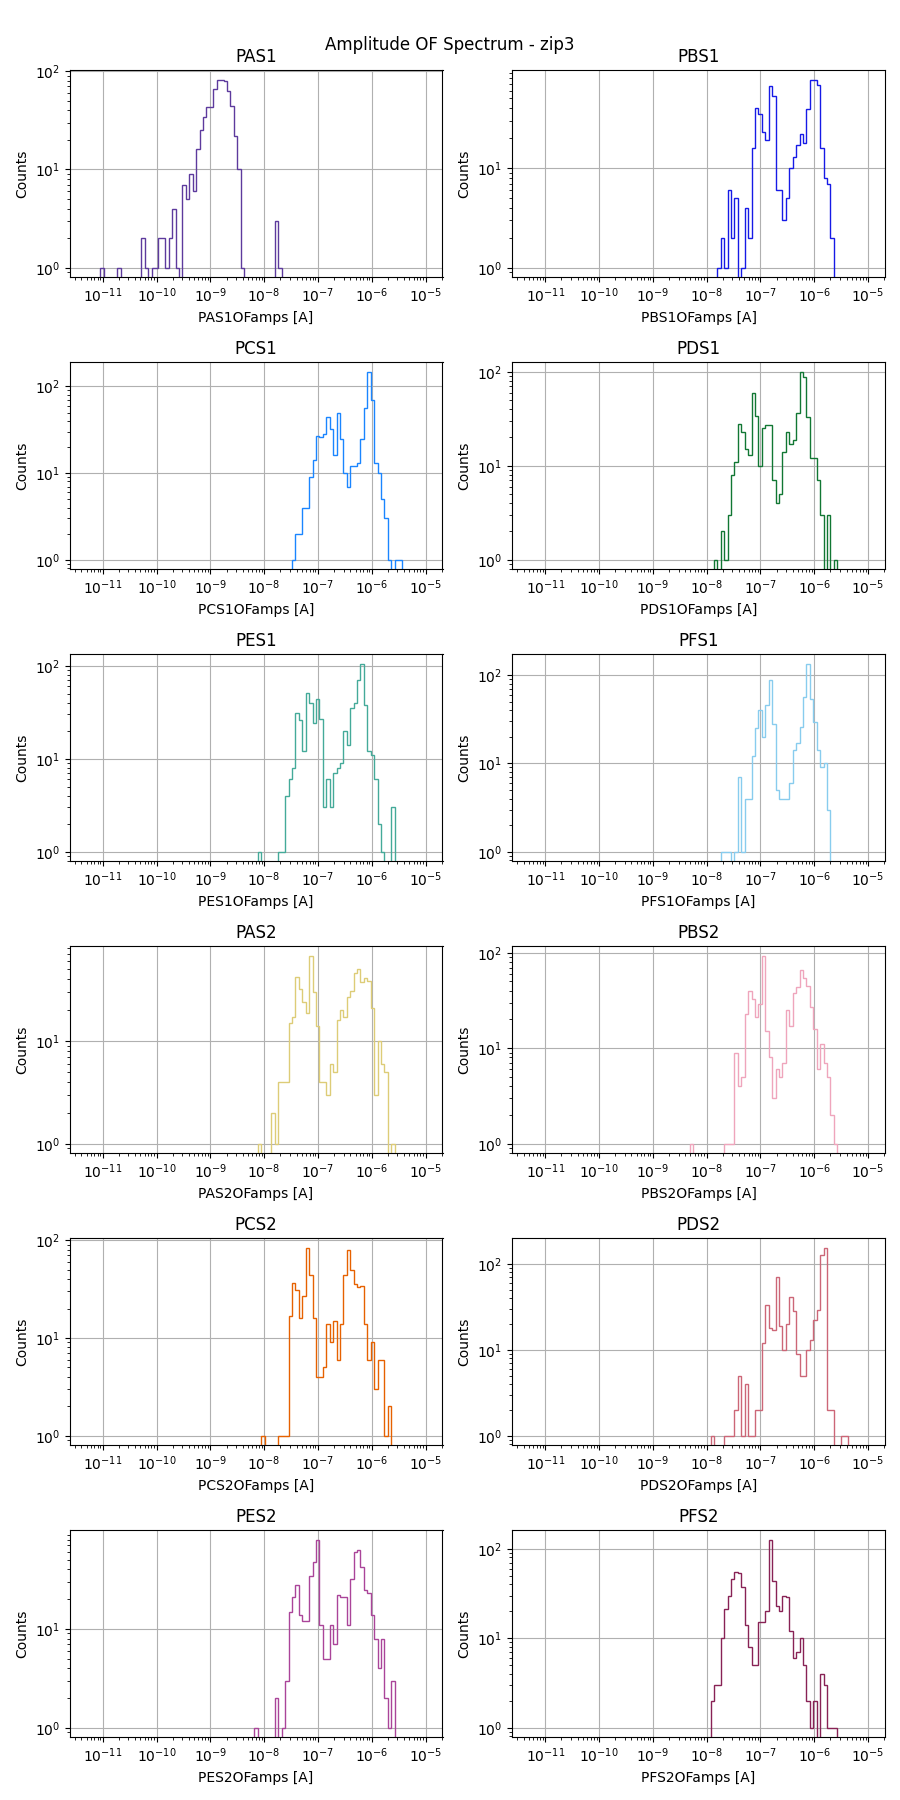 Amplitude OF Spectrum - zip3
PAS1 PBS1
Counts 10² 10¹ 10⁰ Counts 10¹ 10⁰
10⁻¹¹ 10⁻¹⁰ 10⁻⁹ 10⁻⁸ 10⁻⁷ 10⁻⁶ 10⁻⁵ 10⁻¹¹ 10⁻¹⁰ 10⁻⁹ 10⁻⁸ 10⁻⁷ 10⁻⁶ 10⁻⁵
PAS1OFamps [A] PBS1OFamps [A]
PCS1 PDS1
Counts 10² 10¹ 10⁰ Counts 10² 10¹ 10⁰
10⁻¹¹ 10⁻¹⁰ 10⁻⁹ 10⁻⁸ 10⁻⁷ 10⁻⁶ 10⁻⁵ 10⁻¹¹ 10⁻¹⁰ 10⁻⁹ 10⁻⁸ 10⁻⁷ 10⁻⁶ 10⁻⁵
PCS1OFamps [A] PDS1OFamps [A]
PES1 PFS1
Counts 10² 10¹ 10⁰ Counts 10² 10¹ 10⁰
10⁻¹¹ 10⁻¹⁰ 10⁻⁹ 10⁻⁸ 10⁻⁷ 10⁻⁶ 10⁻⁵ 10⁻¹¹ 10⁻¹⁰ 10⁻⁹ 10⁻⁸ 10⁻⁷ 10⁻⁶ 10⁻⁵
PES1OFamps [A] PFS1OFamps [A]
PAS2 PBS2
Counts 10¹ 10⁰ Counts 10² 10¹ 10⁰
10⁻¹¹ 10⁻¹⁰ 10⁻⁹ 10⁻⁸ 10⁻⁷ 10⁻⁶ 10⁻⁵ 10⁻¹¹ 10⁻¹⁰ 10⁻⁹ 10⁻⁸ 10⁻⁷ 10⁻⁶ 10⁻⁵
PAS2OFamps [A] PBS2OFamps [A]
PCS2 PDS2
Counts 10² 10¹ 10⁰ Counts 10² 10¹ 10⁰
10⁻¹¹ 10⁻¹⁰ 10⁻⁹ 10⁻⁸ 10⁻⁷ 10⁻⁶ 10⁻⁵ 10⁻¹¹ 10⁻¹⁰ 10⁻⁹ 10⁻⁸ 10⁻⁷ 10⁻⁶ 10⁻⁵
PCS2OFamps [A] PDS2OFamps [A]
PES2 PFS2
Counts 10¹ 10⁰ Counts 10² 10¹ 10⁰
10⁻¹¹ 10⁻¹⁰ 10⁻⁹ 10⁻⁸ 10⁻⁷ 10⁻⁶ 10⁻⁵ 10⁻¹¹ 10⁻¹⁰ 10⁻⁹ 10⁻⁸ 10⁻⁷ 10⁻⁶ 10⁻⁵
PES2OFamps [A] PFS2OFamps [A]